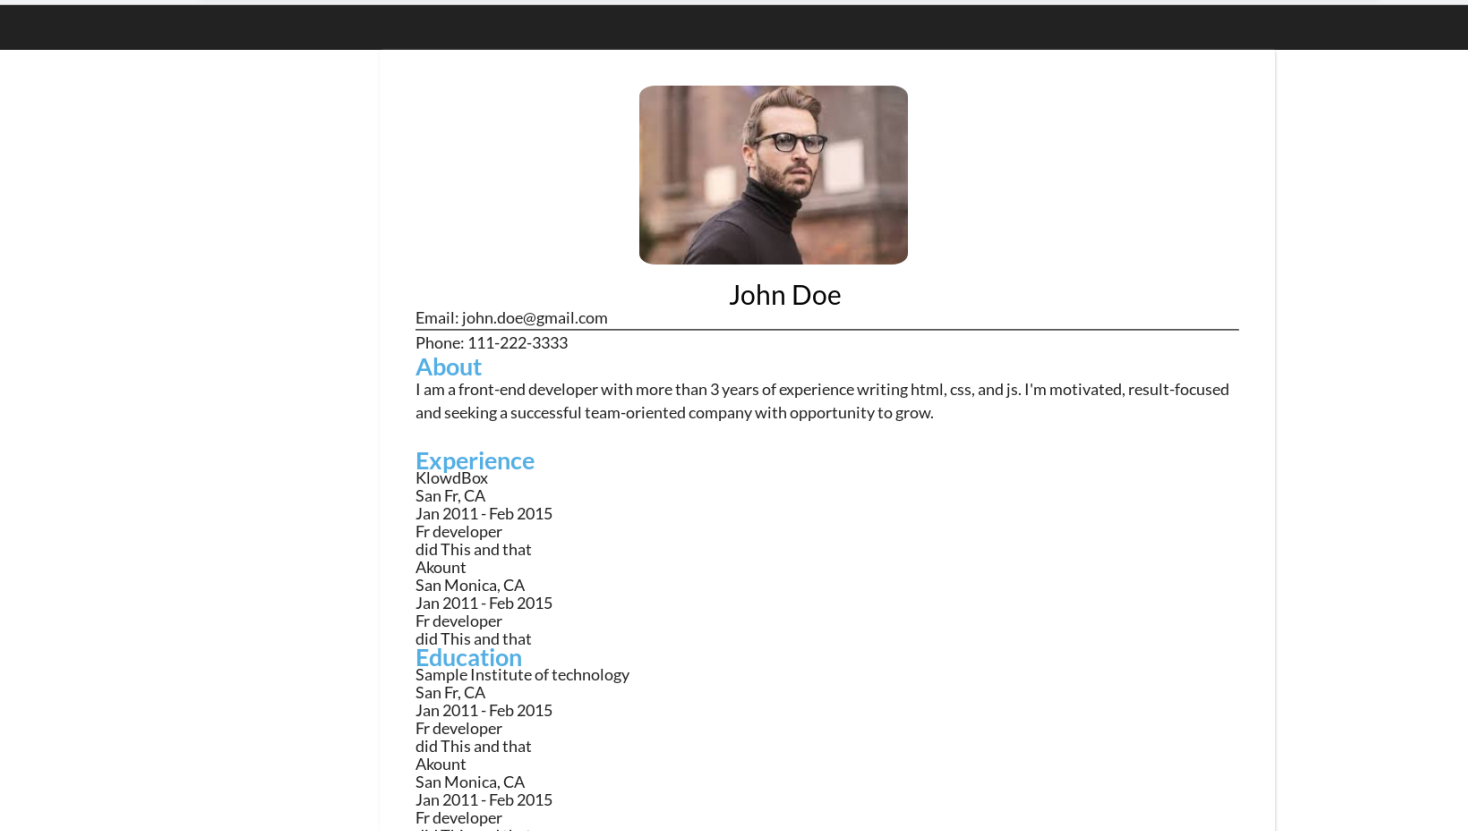 John Doe
Email: john.doe@gmail.com
Phone: 111-222-3333
About
I am a front-end developer with more than 3 years of experience writing html, css, and js. I'm motivated, result-focused
and seeking a successful team-oriented company with opportunity to grow.
Experience
KlowdBox
San Fr, CA
Jan 2011 - Feb 2015
Fr developer
did This and that
Akount
San Monica, CA
Jan 2011 - Feb 2015
Fr developer
did This and that
Education
Sample Institute of technology
San Fr, CA
Jan 2011 - Feb 2015
Fr developer
did This and that
Akount
San Monica, CA
Jan 2011 - Feb 2015
Fr developer